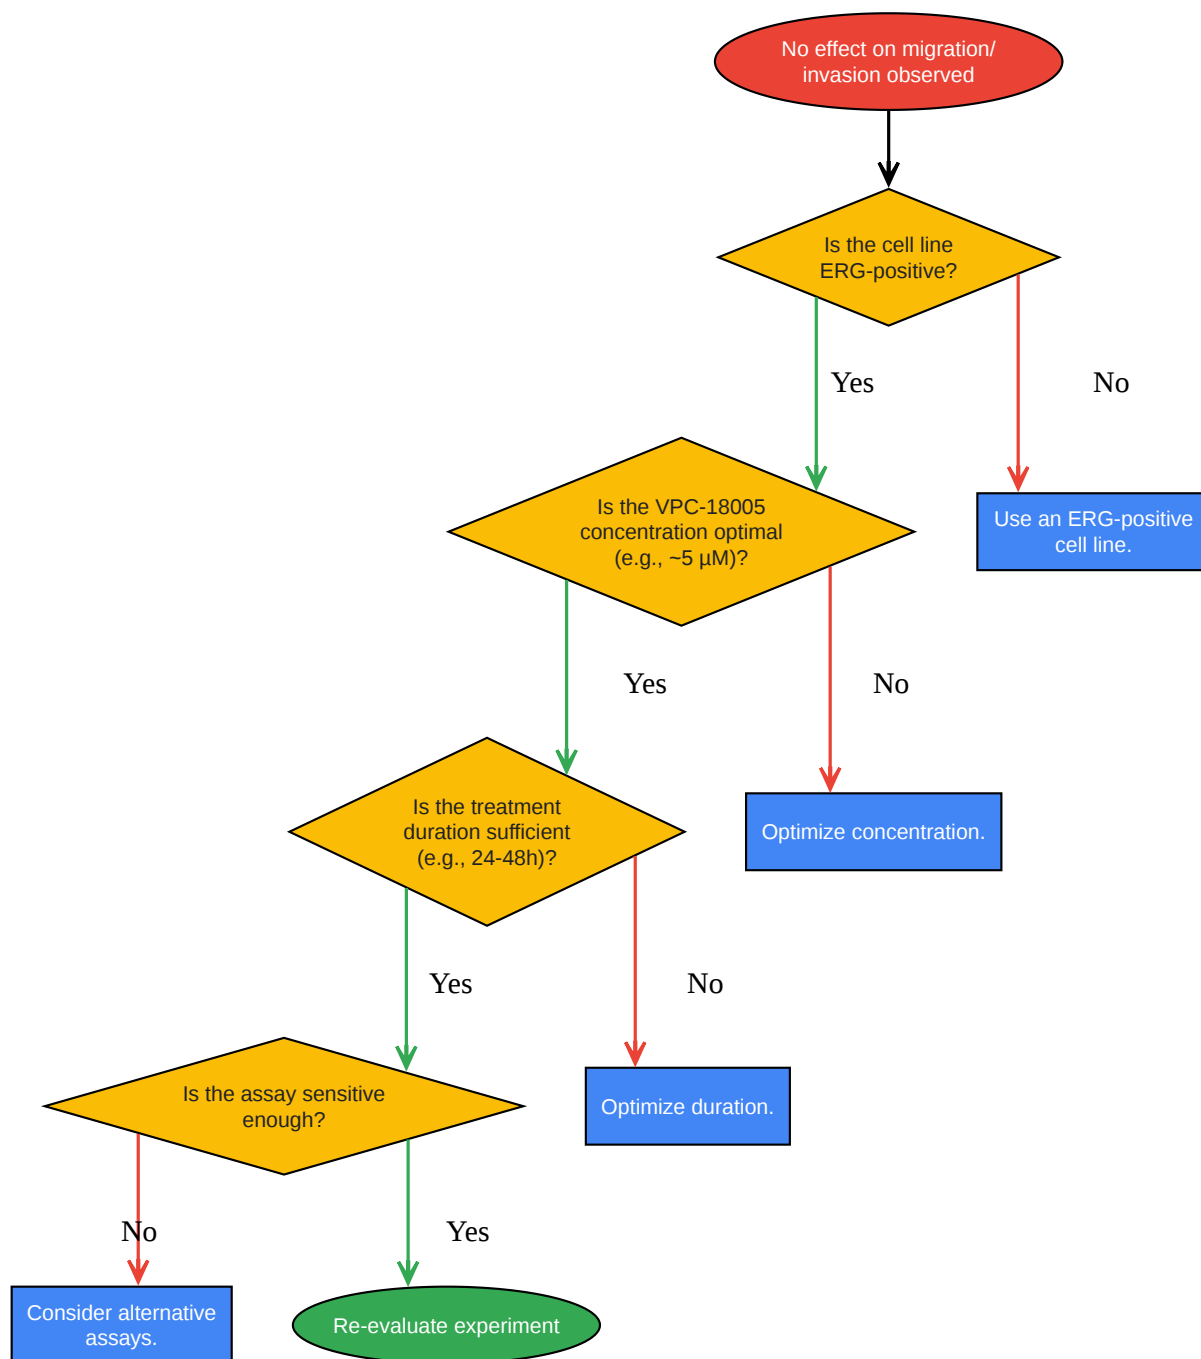 No effect on migration/
invasion observed
Is the cell line
ERG-positive?
Yes
No
Is the VPC-18005
concentration optimal
(e.g., ~5 µM)?
Use an ERG-positive
cell line.
Yes
No
Is the treatment
duration sufficient
(e.g., 24-48h)?
Optimize concentration.
Yes
No
Is the assay sensitive
enough?
Optimize duration.
No
Yes
Consider alternative
assays.
Re-evaluate experiment